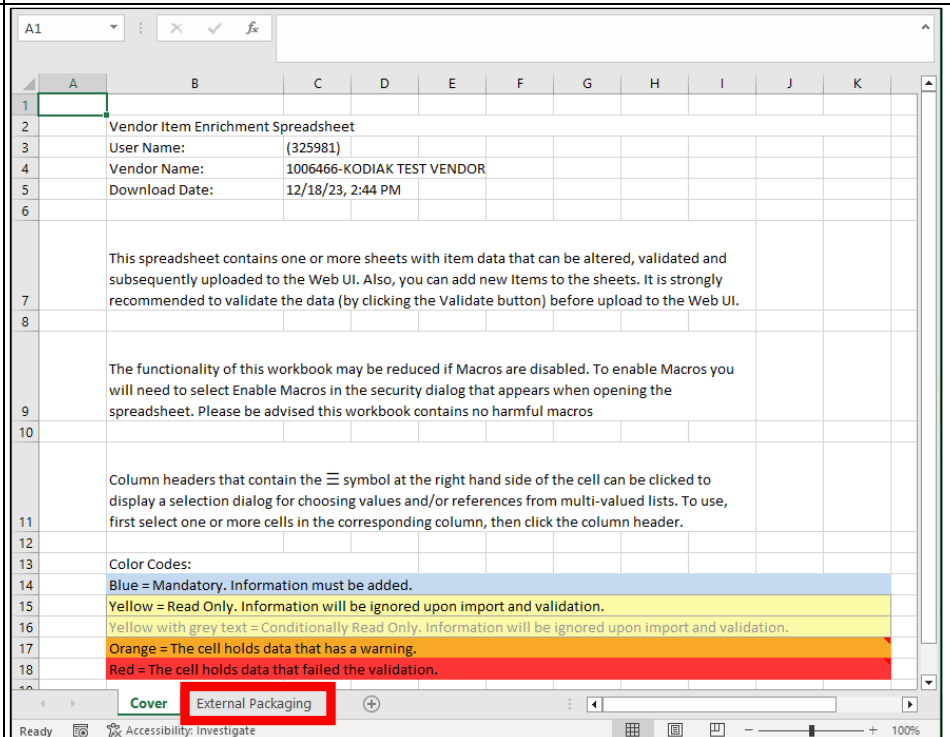 A1
fx
A B C D E F G H I J K
1
2 Vendor Item Enrichment Spreadsheet
3 User Name: (325981)
4 Vendor Name: 1006466-KODIAK TEST VENDOR
5 Download Date: 12/18/23, 2:44 PM
6
This spreadsheet contains one or more sheets with item data that can be altered, validated and
subsequently uploaded to the Web UI. Also, you can add new Items to the sheets. It is strongly
7 recommended to validate the data (by clicking the Validate button) before upload to the Web UI.
8
The functionality of this workbook may be reduced if Macros are disabled. To enable Macros you
will need to select Enable Macros in the security dialog that appears when opening the
9 spreadsheet. Please be advised this workbook contains no harmful macros
10
Column headers that contain the ☰ symbol at the right hand side of the cell can be clicked to
display a selection dialog for choosing values and/or references from multi-valued lists. To use,
11 first select one or more cells in the corresponding column, then click the column header.
12
13 Color Codes:
14 Blue = Mandatory. Information must be added.
15 Yellow = Read Only. Information will be ignored upon import and validation.
16 Yellow with grey text = Conditionally Read Only. Information will be ignored upon import and validation.
17 Orange = The cell holds data that has a warning.
18 Red = The cell holds data that failed the validation.
Cover External Packaging
Ready Accessibility: Investigate 100%